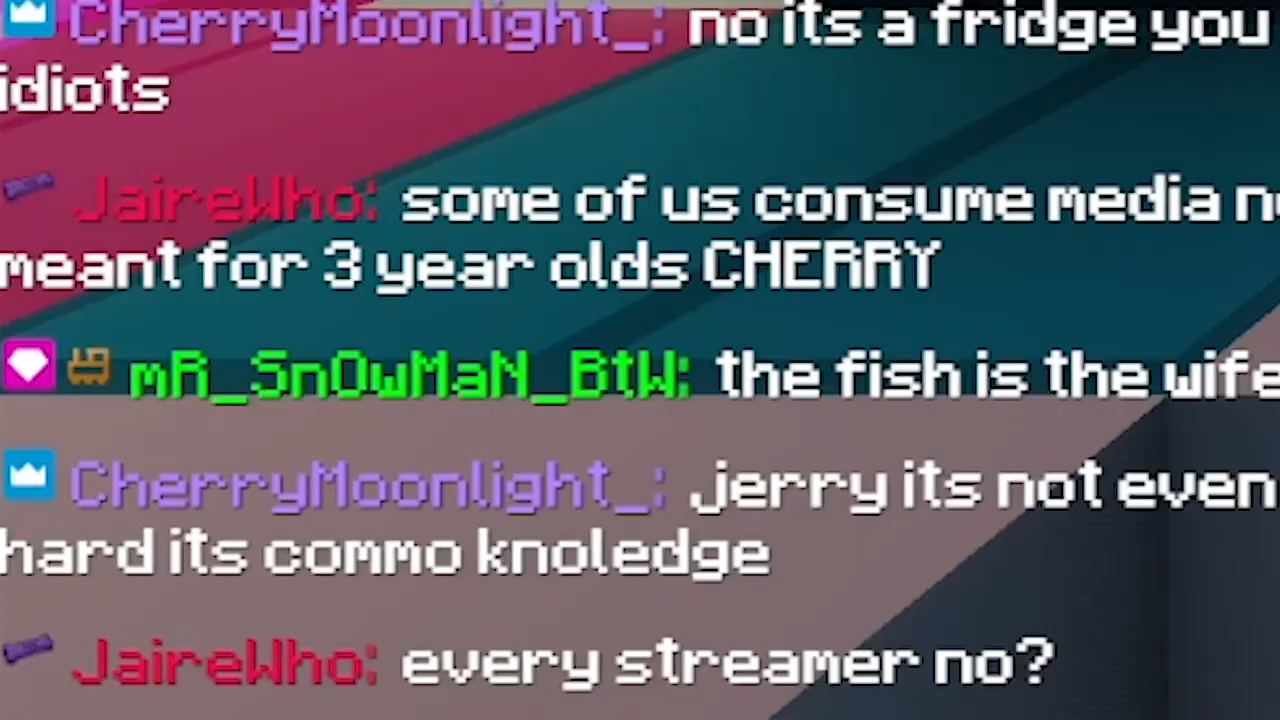 CherryMoonlight_: no its a fridge you
idiots
JaireWho: some of us consume media
meant for 3 year olds CHERRY
mR_SnOwMaN_BtW: the fish is the wife
CherryMoonlight_: jerry its not even
hard its commo knoledge
JaireWho: every streamer no?